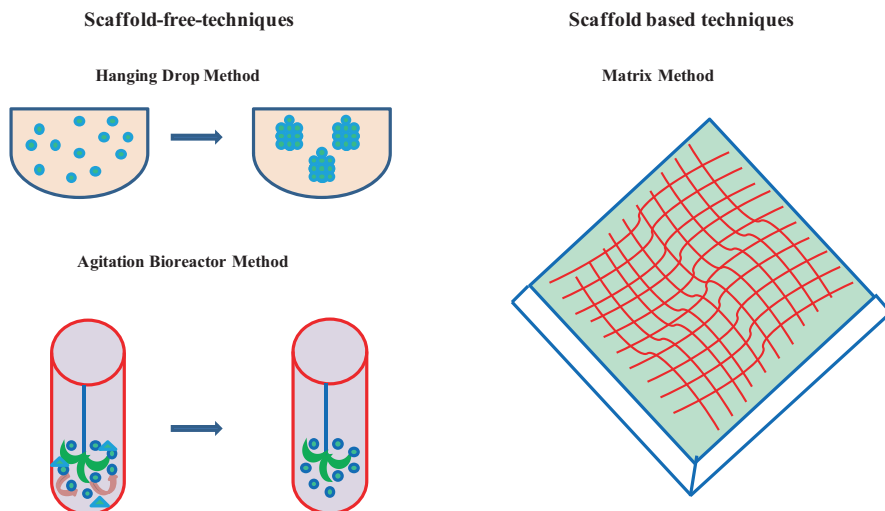 Scaffold-free-techniques
Hanging Drop Method
Agitation Bioreactor Method
Scaffold based techniques
Matrix Method